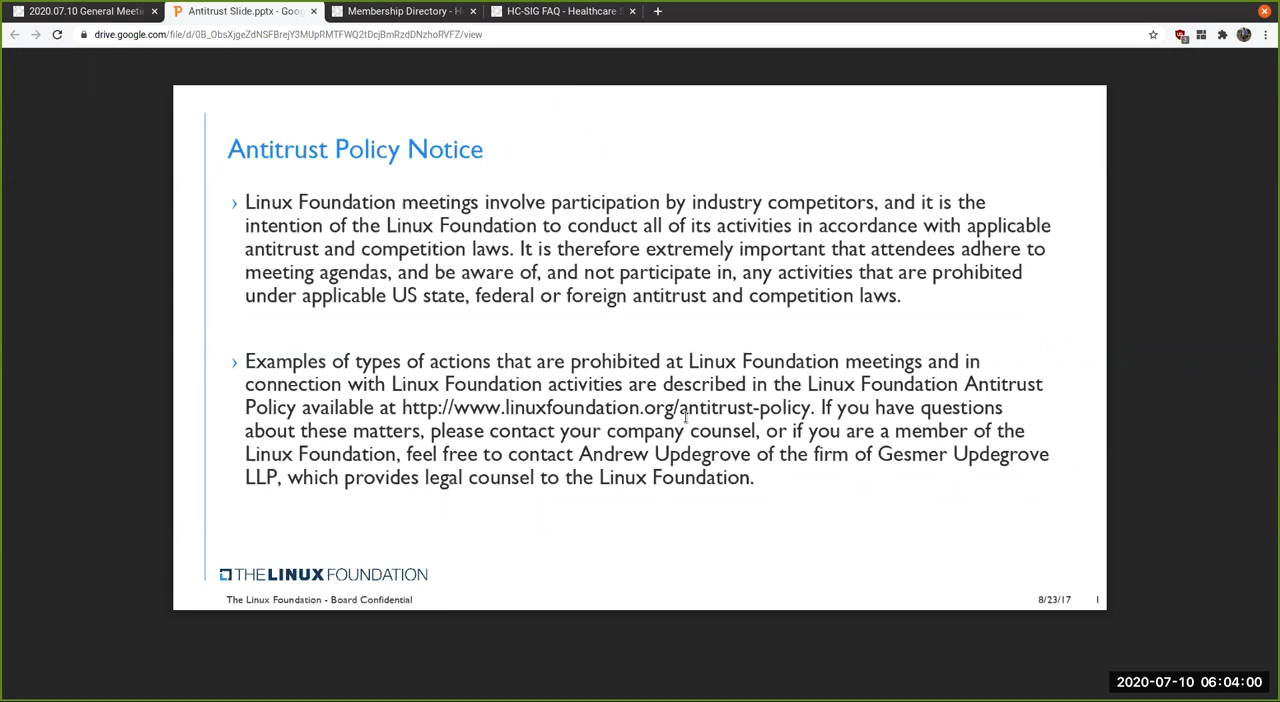 2020.07.10 General Meeti
Antitrust Slide.pptx - Goo
Membership Directory - H
HC-SIG FAQ - Healthcare S
drive.google.com/file/d/0B_ObsXjgeZdNSFBrejY3MUpRMTFWQ2tDcjBmRzdDNzhoRVFZ/view
Antitrust Policy Notice
› Linux Foundation meetings involve participation by industry competitors, and it is the
intention of the Linux Foundation to conduct all of its activities in accordance with applicable
antitrust and competition laws. It is therefore extremely important that attendees adhere to
meeting agendas, and be aware of, and not participate in, any activities that are prohibited
under applicable US state, federal or foreign antitrust and competition laws.
› Examples of types of actions that are prohibited at Linux Foundation meetings and in
connection with Linux Foundation activities are described in the Linux Foundation Antitrust
Policy available at http://www.linuxfoundation.org/antitrust-policy. If you have questions
about these matters, please contact your company counsel, or if you are a member of the
Linux Foundation, feel free to contact Andrew Updegrove of the firm of Gesmer Updegrove
LLP, which provides legal counsel to the Linux Foundation.
THE LINUX FOUNDATION
The Linux Foundation - Board Confidential
8/23/17 1
2020-07-10 06:04:00